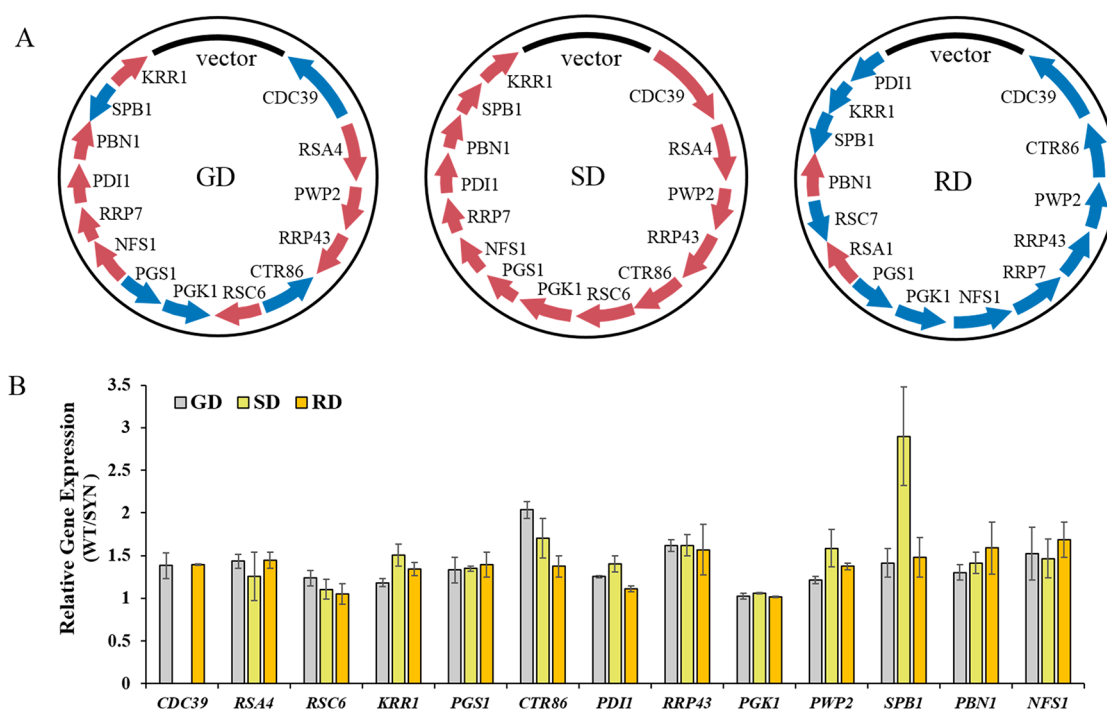 A
vector
KRR1
CDC39
SPB1
PBN1
RSA4
PDI1
GD
PWP2
RRP7
RRP43
NFS1
CTR86
PGS1
PGK1
RSC6
vector
KRR1
CDC39
SPB1
PBN1
RSA4
PDI1
SD
PWP2
RRP7
RRP43
NFS1
PGS1
CTR86
PGK1
RSC6
vector
PDI1
CDC39
KRR1
SPB1
CTR86
PBN1
RD
PWP2
RSC7
RRP43
RSA1
PGS1
RRP7
PGK1
NFS1
B
Relative Gene Expression
(WT/SYN)
3.5
3
2.5
2
1.5
1
0.5
0
GD SD RD
CDC39 RSA4 RSC6 KRR1 PGS1 CTR86 PDI1 RRP43 PGK1 PWP2 SPB1 PBN1 NFS1